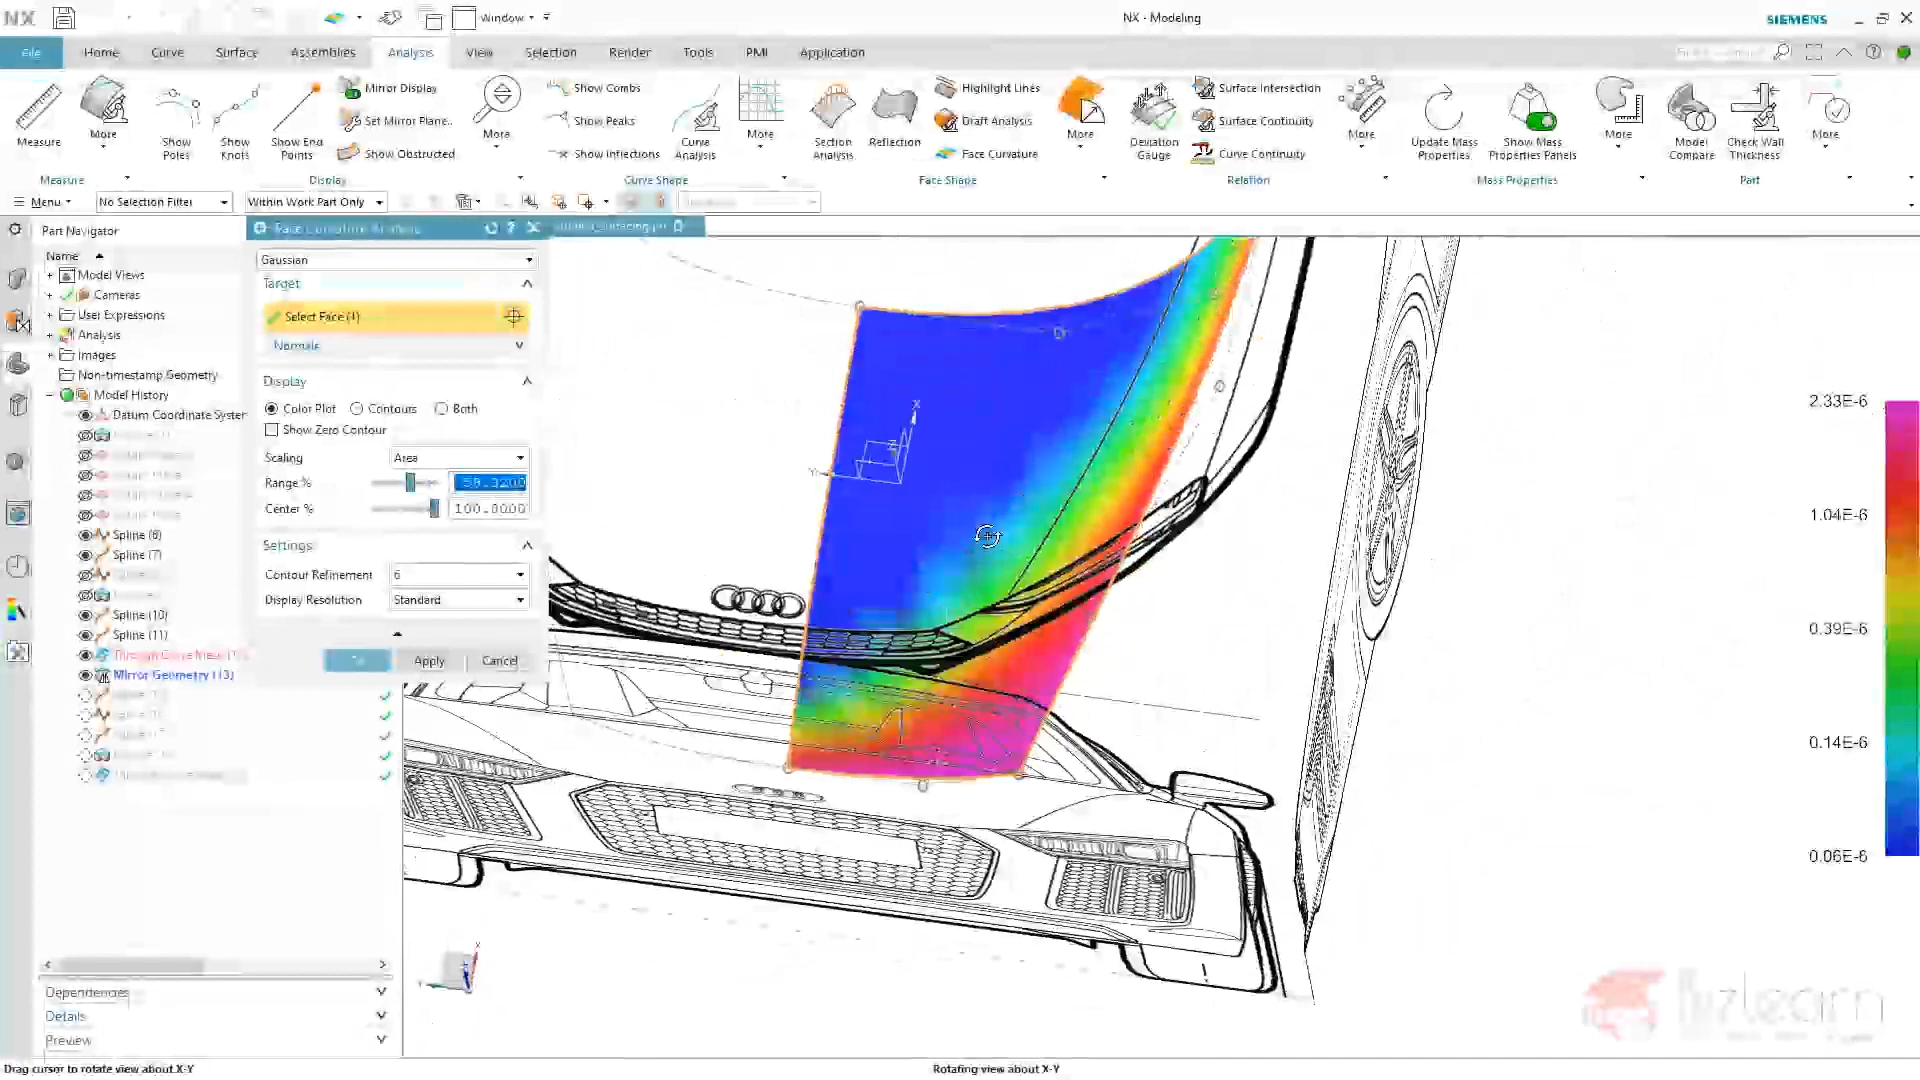 NX
Window
NX - Modeling
SIEMENS
File
Home
Curve
Surface
Assemblies
Analysis
View
Selection
Render
Tools
PMI
Application
Measure
More
Show Poles
Show Knots
Show End Points
Mirror Display
Set Mirror Plane..
Show Obstructed
More
Show Combs
Show Peaks
Show Inflections
Curve Analysis
More
Section Analysis
Reflection
Highlight Lines
Draft Analysis
Face Curvature
More
Deviation Gauge
Surface Intersection
Surface Continuity
Curve Continuity
More
Update Mass Properties
Show Mass Properties Panels
More
Model Compare
Check Wall Thickness
More
Measure
Display
Curve Shape
Face Shape
Relation
Mass Properties
Part
Menu
No Selection Filter
Within Work Part Only
Part Navigator
Name
Model Views
Cameras
User Expressions
Analysis
Images
Non-timestamp Geometry
Model History
Datum Coordinate System
Spline (6)
Spline (7)
Spline (10)
Spline (11)
Through Curve Mesh (1
Mirror Geometry (13)
Face Curvature Analysis
Gaussian
Target
Select Face (1)
Normals
Display
Color Plot
Contours
Both
Show Zero Contour
Scaling
Area
Range %
Center %
100.0000
Settings
Contour Refinement
6
Display Resolution
Standard
Apply
Cancel
X
Y
2.33E-6
1.04E-6
0.39E-6
0.14E-6
0.06E-6
Dependencies
Details
Preview
Drag cursor to rotate view about X-Y
Rotating view about X-Y